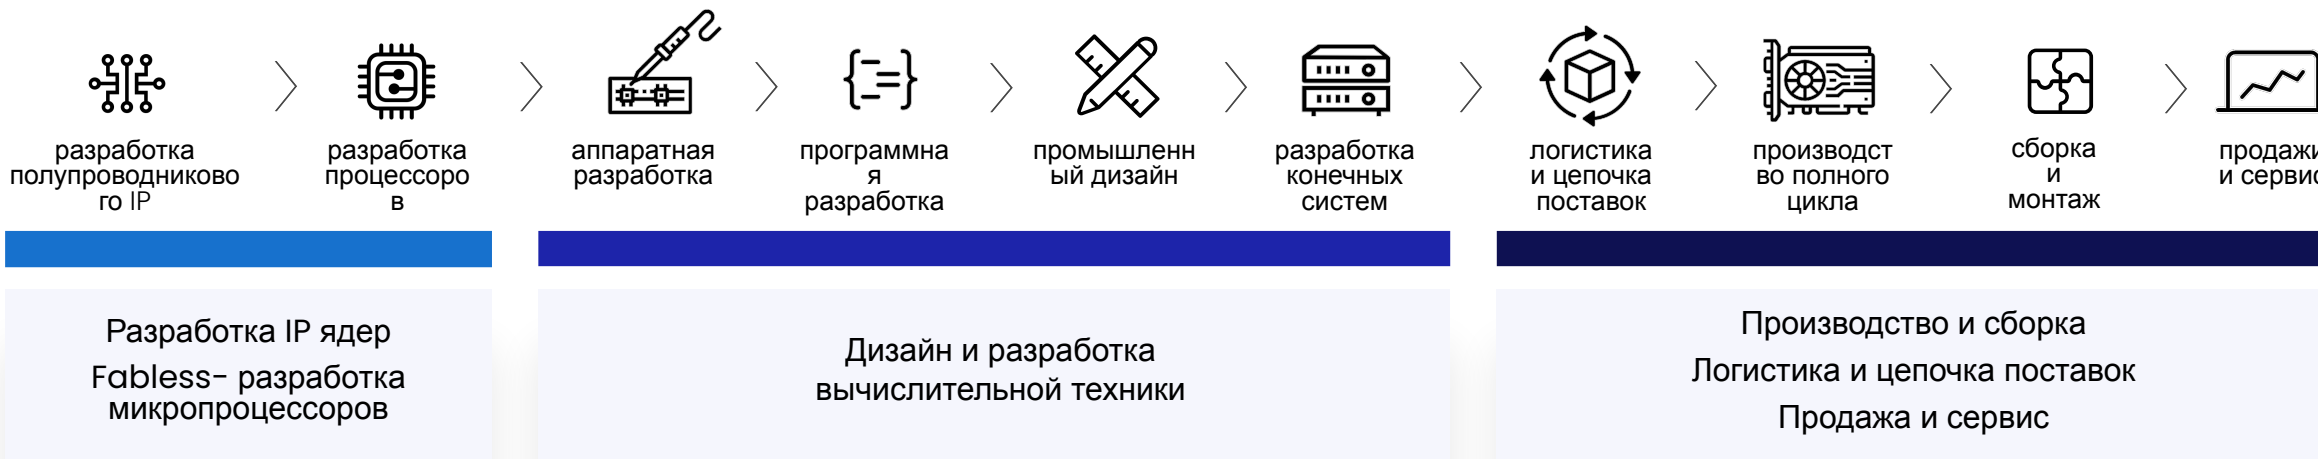 разработка
полупроводниково
го IP
разработка
процессоро
в
аппаратная
разработка
программна
я
разработка
промышленн
ый дизайн
разработка
конечных
систем
логистика
и цепочка
поставок
производст
во полного
цикла
сборка
и
монтаж
продажи
и сервис
Разработка IP ядер
Fabless- разработка
микропроцессоров
Дизайн и разработка
вычислительной техники
Производство и сборка
Логистика и цепочка поставок
Продажа и сервис